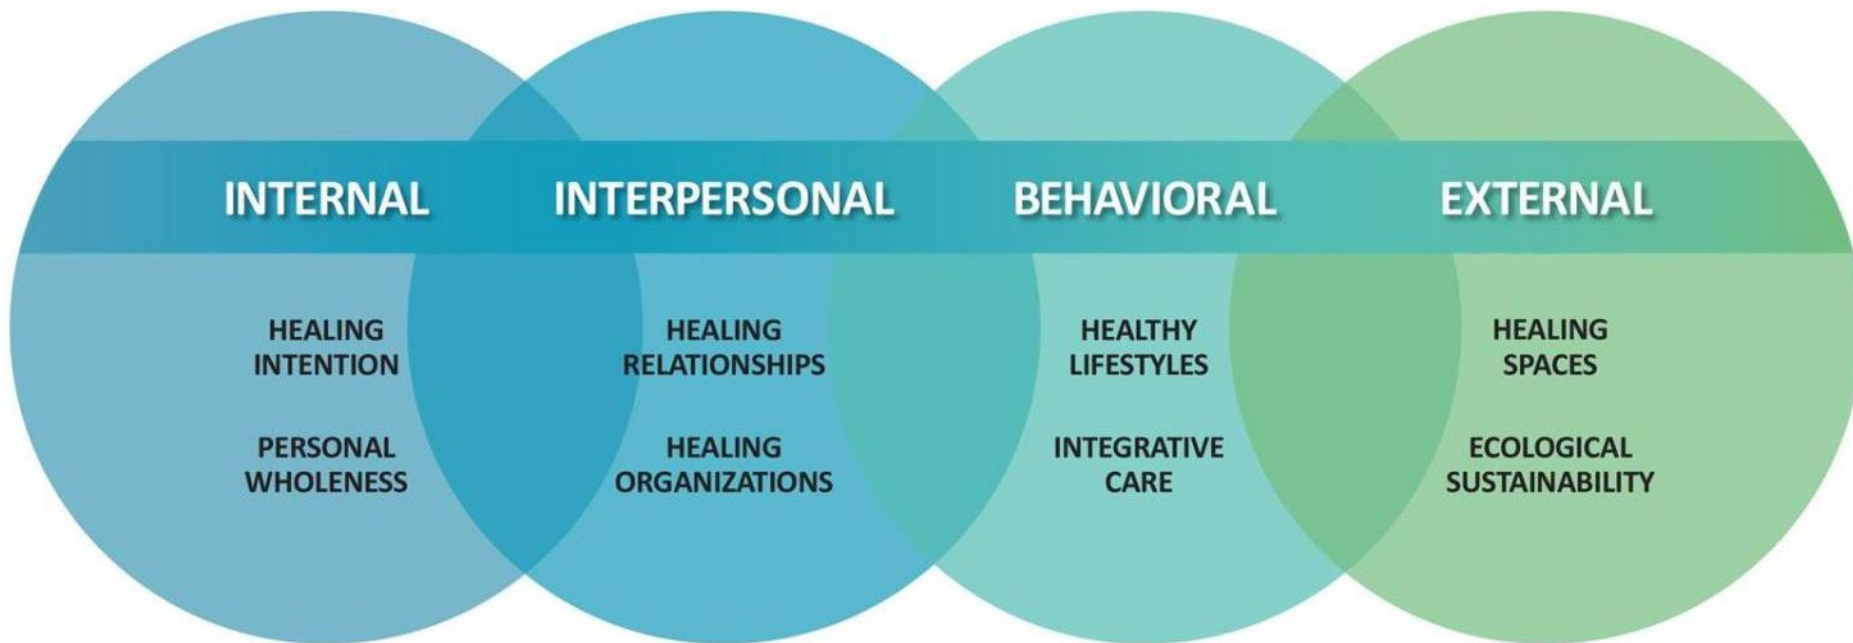 INTERNAL
INTERPERSONAL
BEHAVIORAL
EXTERNAL
HEALING
INTENTION
PERSONAL
WHOLENESS
HEALING
RELATIONSHIPS
HEALING
ORGANIZATIONS
HEALTHY
LIFESTYLES
INTEGRATIVE
CARE
HEALING
SPACES
ECOLOGICAL
SUSTAINABILITY